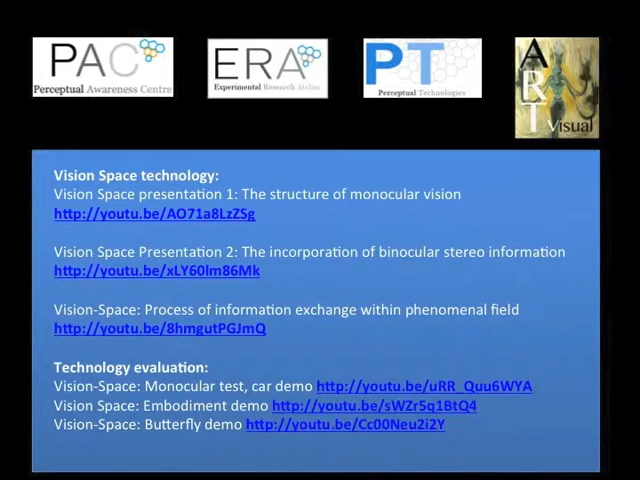 PAC
Perceptual Awareness Centre
ERA
Experimental Research Atelier
PT
Perceptual Technologies
ART
Visual
Vision Space technology:
Vision Space presentation 1: The structure of monocular vision
http://youtu.be/AO71a8LzZSg
Vision Space Presentation 2: The incorporation of binocular stereo information
http://youtu.be/xLY60lm86Mk
Vision-Space: Process of information exchange within phenomenal field
http://youtu.be/8hmgutPGJmQ
Technology evaluation:
Vision-Space: Monocular test, car demo http://youtu.be/uRR_Quu6WYA
Vision Space: Embodiment demo http://youtu.be/sWZr5q1BtQ4
Vision-Space: Butterfly demo http://youtu.be/Cc00Neu2i2Y